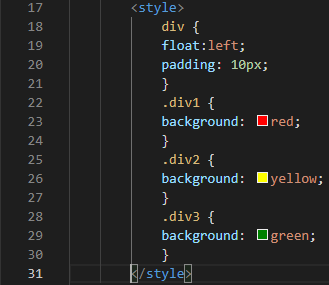 17 <style>
18 div {
19 float:left;
20 padding: 10px;
21 }
22 .div1 {
23 background: red;
24 }
25 .div2 {
26 background: yellow;
27 }
28 .div3 {
29 background: green;
30 }
31 </style>